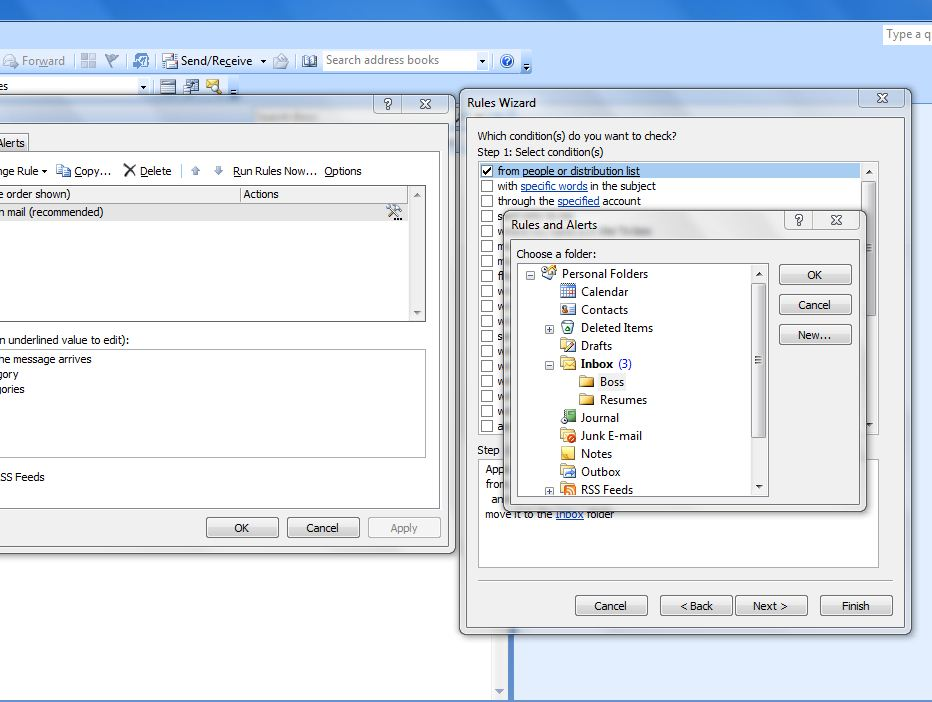 Type a q
Forward
Send/Receive
Search address books
es
Alerts
nge Rule
Copy...
Delete
Run Rules Now...
Options
e order shown)
Actions
n mail (recommended)
n underlined value to edit):
he message arrives
gory
gories
SS Feeds
OK
Cancel
Apply
Rules Wizard
Which condition(s) do you want to check?
Step 1: Select condition(s)
from people or distribution list
with specific words in the subject
through the specified account
Rules and Alerts
Choose a folder:
Personal Folders
Calendar
Contacts
Deleted Items
Drafts
Inbox (3)
Boss
Resumes
Journal
Junk E-mail
Notes
Outbox
RSS Feeds
OK
Cancel
New...
Step
App
from
an
move it to the Inbox folder
Cancel
< Back
Next >
Finish